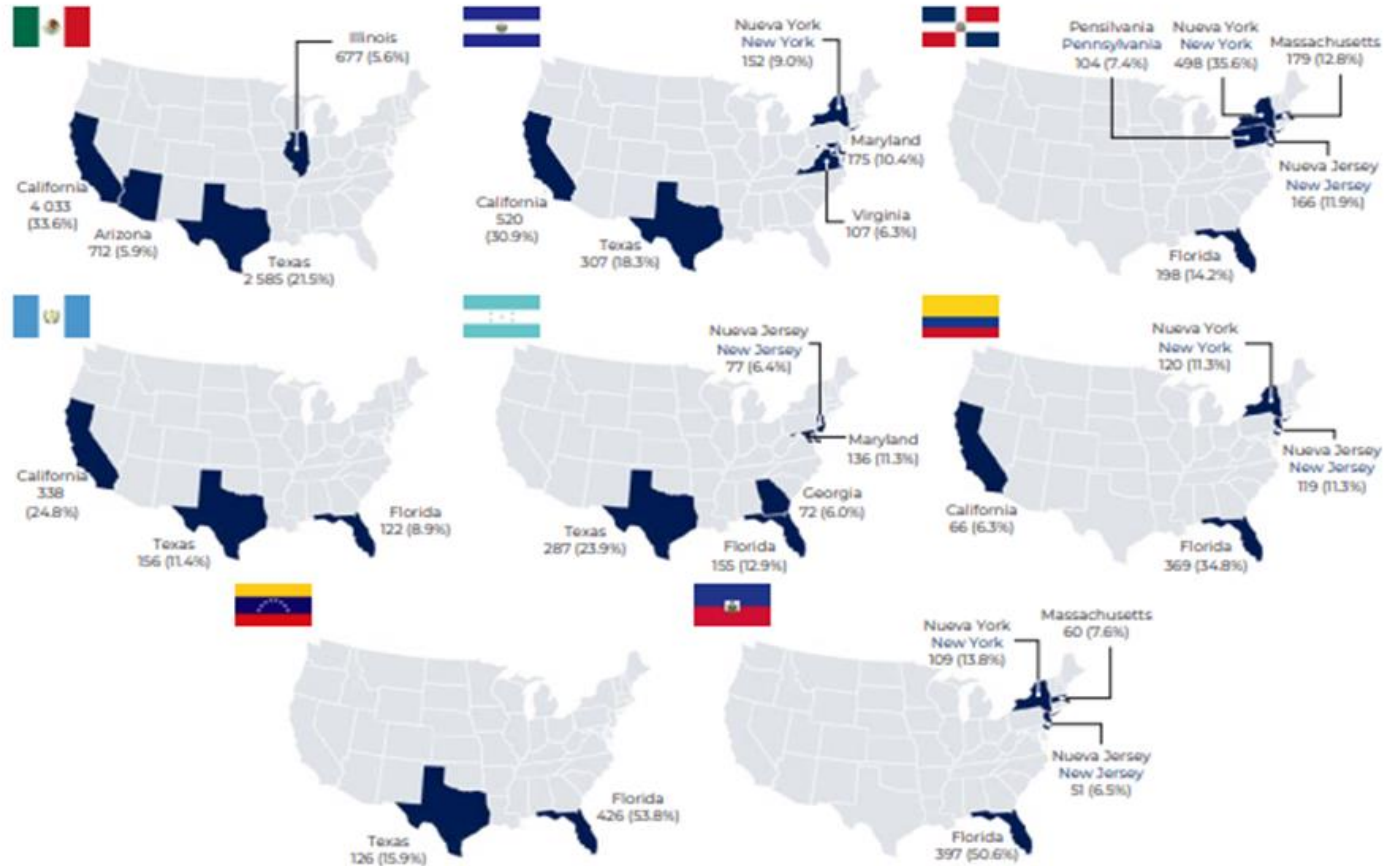 Illinois
677 (5.6%)
California
4 033
(33.6%)
Arizona
712 (5.9%)
Texas
2 585 (21.5%)
Nueva York
New York
152 (9.0%)
Maryland
175 (10.4%)
California
520
(30.9%)
Virginia
107 (6.3%)
Texas
307 (18.3%)
Pensilvania
Pennsylvania
104 (7.4%)
Nueva York
New York
498 (35.6%)
Massachusetts
179 (12.8%)
Nueva Jersey
New Jersey
166 (11.9%)
Florida
198 (14.2%)
California
338
(24.8%)
Texas
156 (11.4%)
Florida
122 (8.9%)
Nueva Jersey
New Jersey
77 (6.4%)
Maryland
136 (11.3%)
Georgia
72 (6.0%)
Texas
287 (23.9%)
Florida
155 (12.9%)
Nueva York
New York
120 (11.3%)
Nueva Jersey
New Jersey
119 (11.3%)
California
66 (6.3%)
Florida
369 (34.8%)
Texas
126 (15.9%)
Florida
426 (53.8%)
Nueva York
New York
109 (13.8%)
Massachusetts
60 (7.6%)
Nueva Jersey
New Jersey
51 (6.5%)
Florida
397 (50.6%)